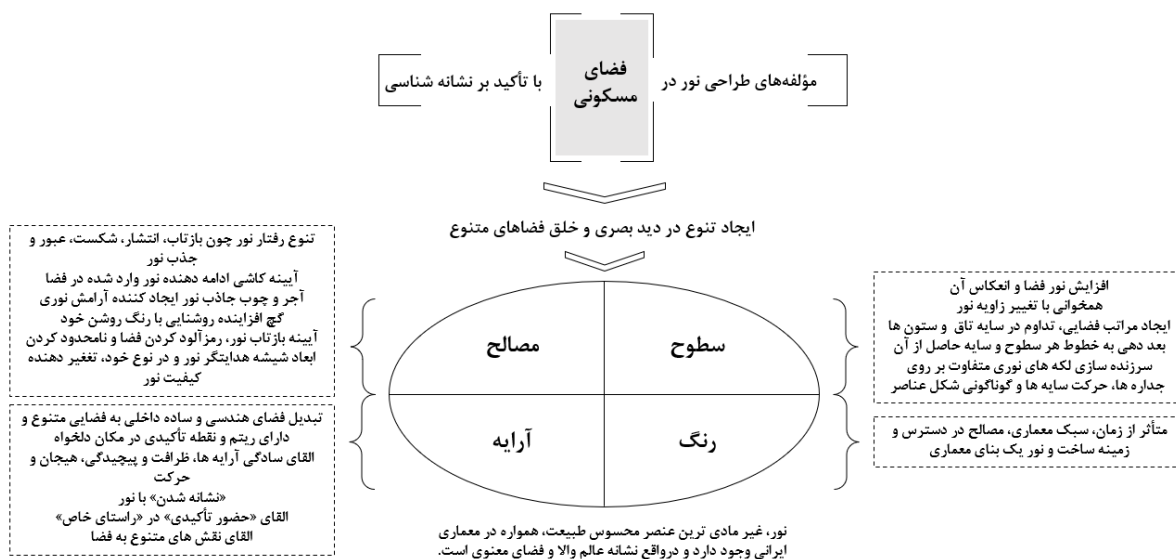 مؤلفه‌های طراحی نور در
فضای
مسکونی
با تأکید بر نشانه شناسی
ایجاد تنوع در دید بصری و خلق فضاهای متنوع
افزایش نور فضا و انعکاس آن
همخوانی با تغییر زاویه نور
ایجاد مراتب فضایی، تداوم در سایه تاق و ستون ها
بعد دهی به خطوط هر سطوح و سایه حاصل از آن
سرزنده سازی لکه های نوری متفاوت بر روی
جداره ها، حرکت سایه ها و گوناگونی شکل عناصر
سطوح
مصالح
تنوع رفتار نور چون بازتاب، انتشار، شکست، عبور و
جذب نور
آیینه کاشی ادامه دهنده نور وارد شده در فضا
آجر و چوب جاذب نور ایجاد کننده آرامش نوری
گچ افزاینده روشنایی با رنگ روشن خود
آیینه بازتاب نور، رمزآلود کردن فضا و نامحدود کردن
ابعاد شیشه هدایتگر نور و در نوع خود، تغغیر دهنده
کیفیت نور
متأثر از زمان، سبک معماری، مصالح در دسترس و
زمینه ساخت و نور یک بنای معماری
رنگ
آرایه
تبدیل فضای هندسی و ساده داخلی به فضایی متنوع و
دارای ریتم و نقطه تأکیدی در مکان دلخواه
القای سادگی آرایه ها، ظرافت و پیچیدگی، هیجان و
حرکت
«نشانه شدن» با نور
القای «حضور تأکیدی» در «راستای خاص»
القای نقش های متنوع به فضا
نور، غیر مادی ترین عنصر محسوس طبیعت، همواره در معماری
ایرانی وجود دارد و درواقع نشانه عالم والا و فضای معنوی است.